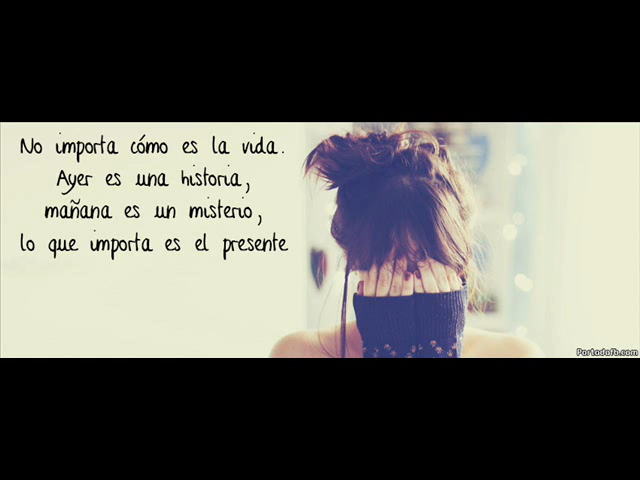 No importa cómo es la vida.
Ayer es una historia,
mañana es un misterio,
lo que importa es el presente
Portadafb.com